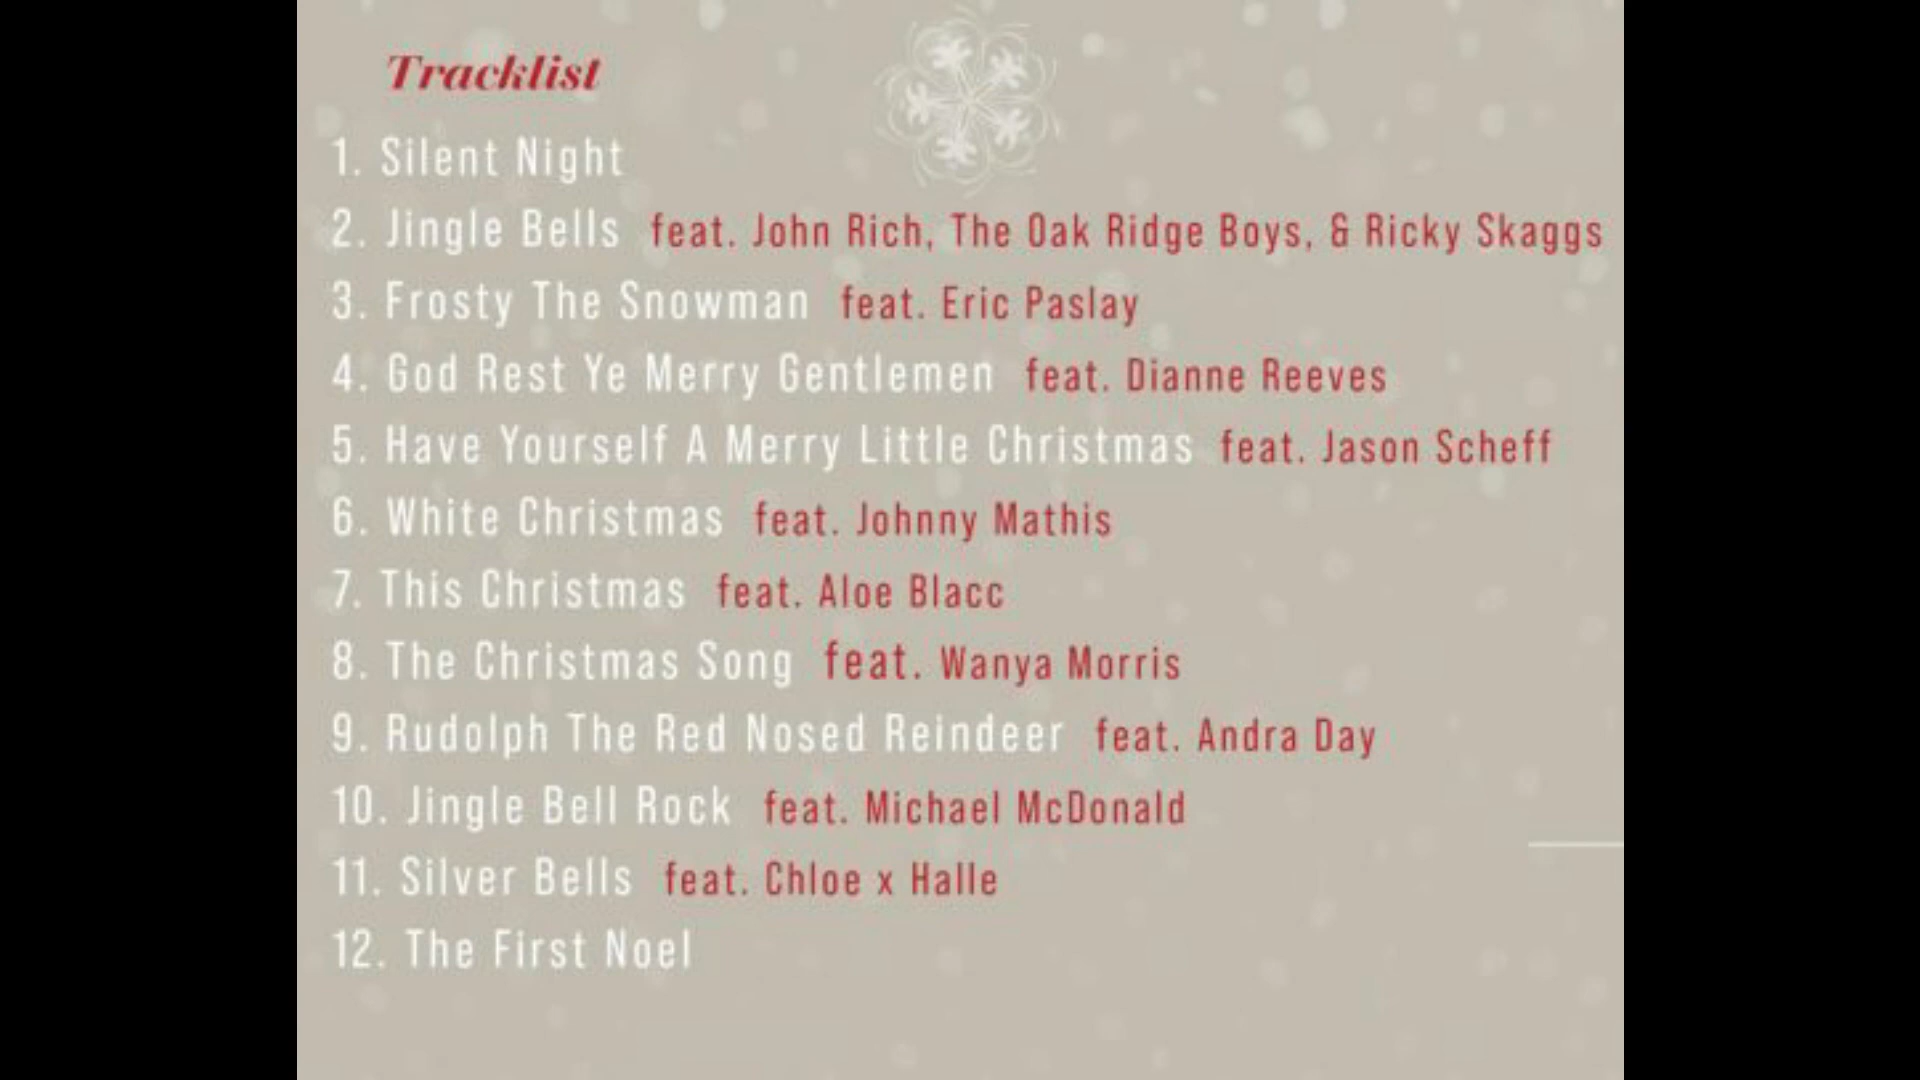 Tracklist
1. Silent Night
2. Jingle Bells feat. John Rich, The Oak Ridge Boys, & Ricky Skaggs
3. Frosty The Snowman feat. Eric Paslay
4. God Rest Ye Merry Gentlemen feat. Dianne Reeves
5. Have Yourself A Merry Little Christmas feat. Jason Scheff
6. White Christmas feat. Johnny Mathis
7. This Christmas feat. Aloe Blacc
8. The Christmas Song feat. Wanya Morris
9. Rudolph The Red Nosed Reindeer feat. Andra Day
10. Jingle Bell Rock feat. Michael McDonald
11. Silver Bells feat. Chloe x Halle
12. The First Noel